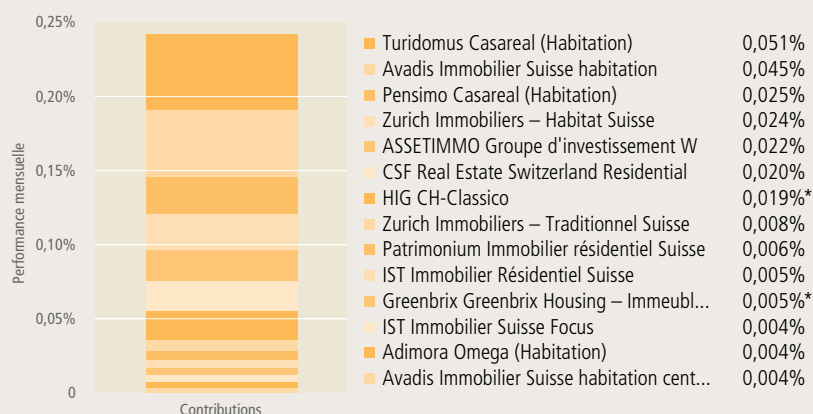 0,25%
0,20%
0,15%
0,10%
0,05%
0
Performance mensuelle
Contributions
Turidomus Casareal (Habitation) 0,051%
Avadis Immobilier Suisse habitation 0,045%
Pensimo Casareal (Habitation) 0,025%
Zurich Immobiliers – Habitat Suisse 0,024%
ASSETIMMO Groupe d'investissement W 0,022%
CSF Real Estate Switzerland Residential 0,020%
HIG CH-Classico 0,019%*
Zurich Immobiliers – Traditionnel Suisse 0,008%
Patrimonium Immobilier résidentiel Suisse 0,006%
IST Immobilier Résidentiel Suisse 0,005%
Greenbrix Greenbrix Housing – Immeubl... 0,005%*
IST Immobilier Suisse Focus 0,004%
Adimora Omega (Habitation) 0,004%
Avadis Immobilier Suisse habitation cent... 0,004%